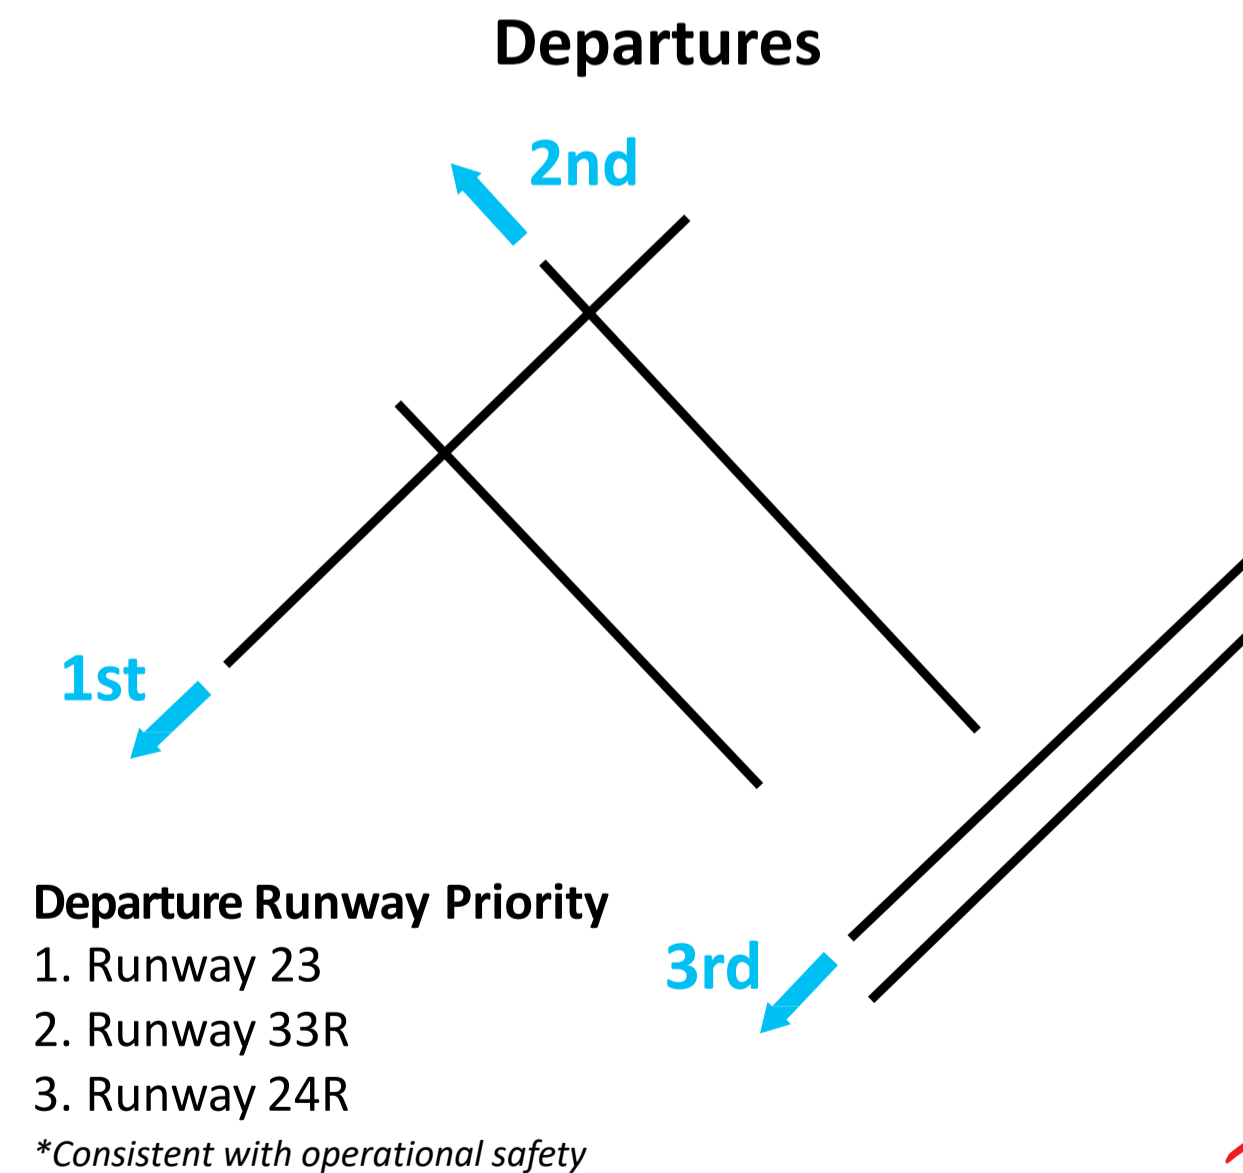 Departures
2nd
1st
Departure Runway Priority
1. Runway 23
3rd
2. Runway 33R
3. Runway 24R
*Consistent with operational safety